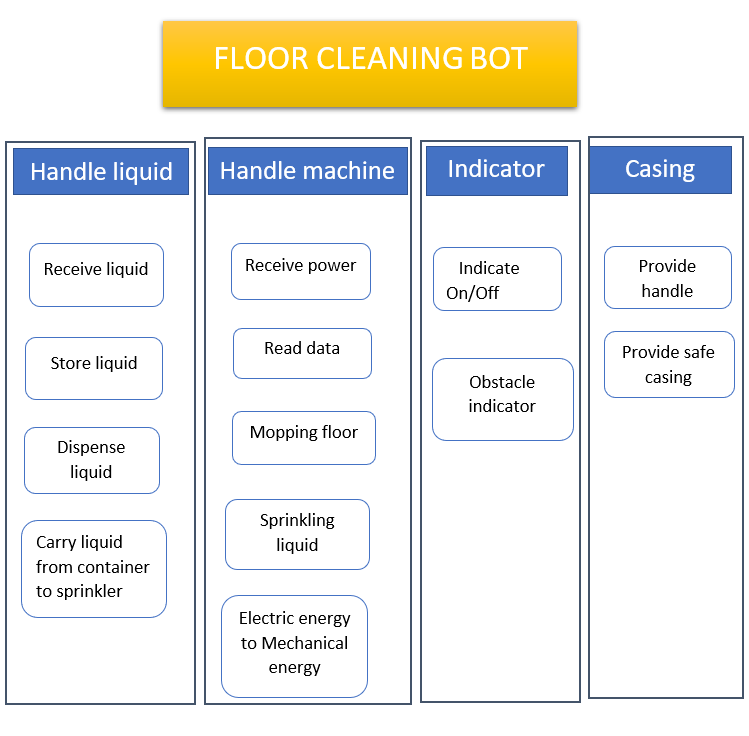 FLOOR CLEANING BOT
Handle liquid
Receive liquid
Store liquid
Dispense
liquid
Carry liquid
from container
to sprinkler
Handle machine
Receive power
Read data
Mopping floor
Sprinkling
liquid
Electric energy
to Mechanical
energy
Indicator
Indicate
On/Off
Obstacle
indicator
Casing
Provide
handle
Provide safe
casing